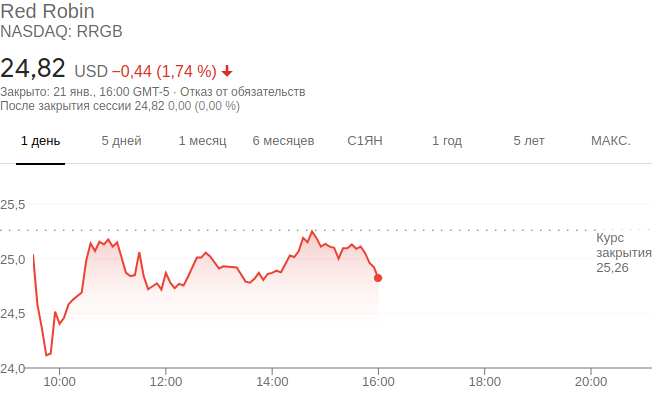 Red Robin
NASDAQ: RRGB
24,82 USD −0,44 (1,74 %)
Закрыто: 21 янв., 16:00 GMT-5 · Отказ от обязательств
После закрытия сессии 24,82 0,00 (0,00 %)
1 день 5 дней 1 месяц 6 месяцев С1ЯН 1 год 5 лет МАКС.
25,5
Курс
закрытия
25,26
25,0
24,5
24,0
10:00 12:00 14:00 16:00 18:00 20:00